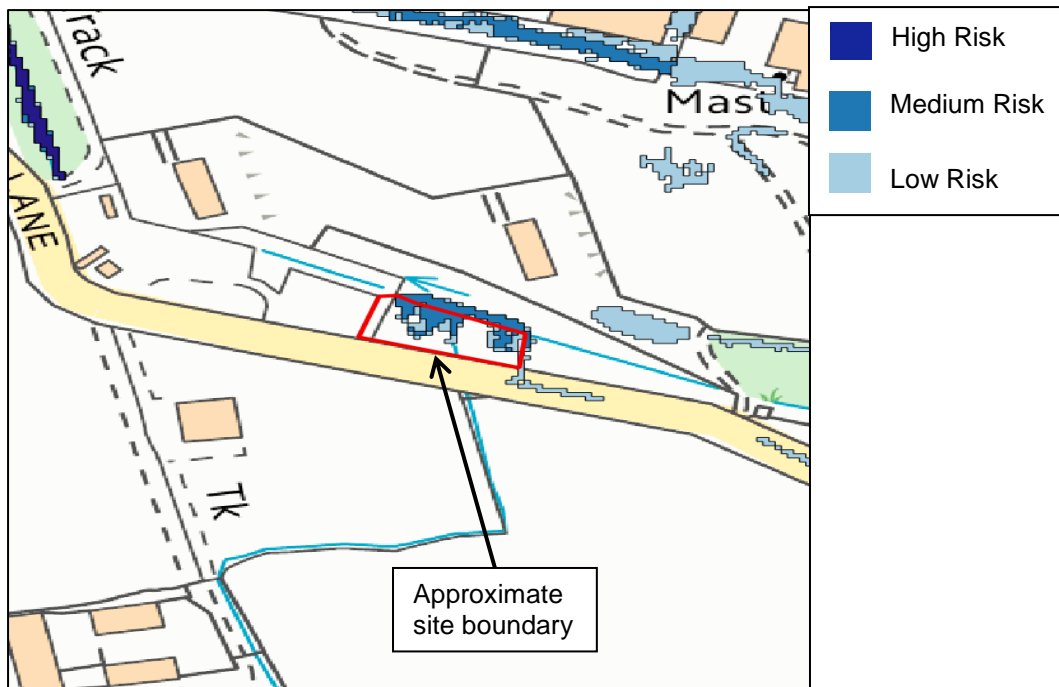 Track
High Risk
Medium Risk
Low Risk
Mast
LANE
Tk
Approximate
site boundary